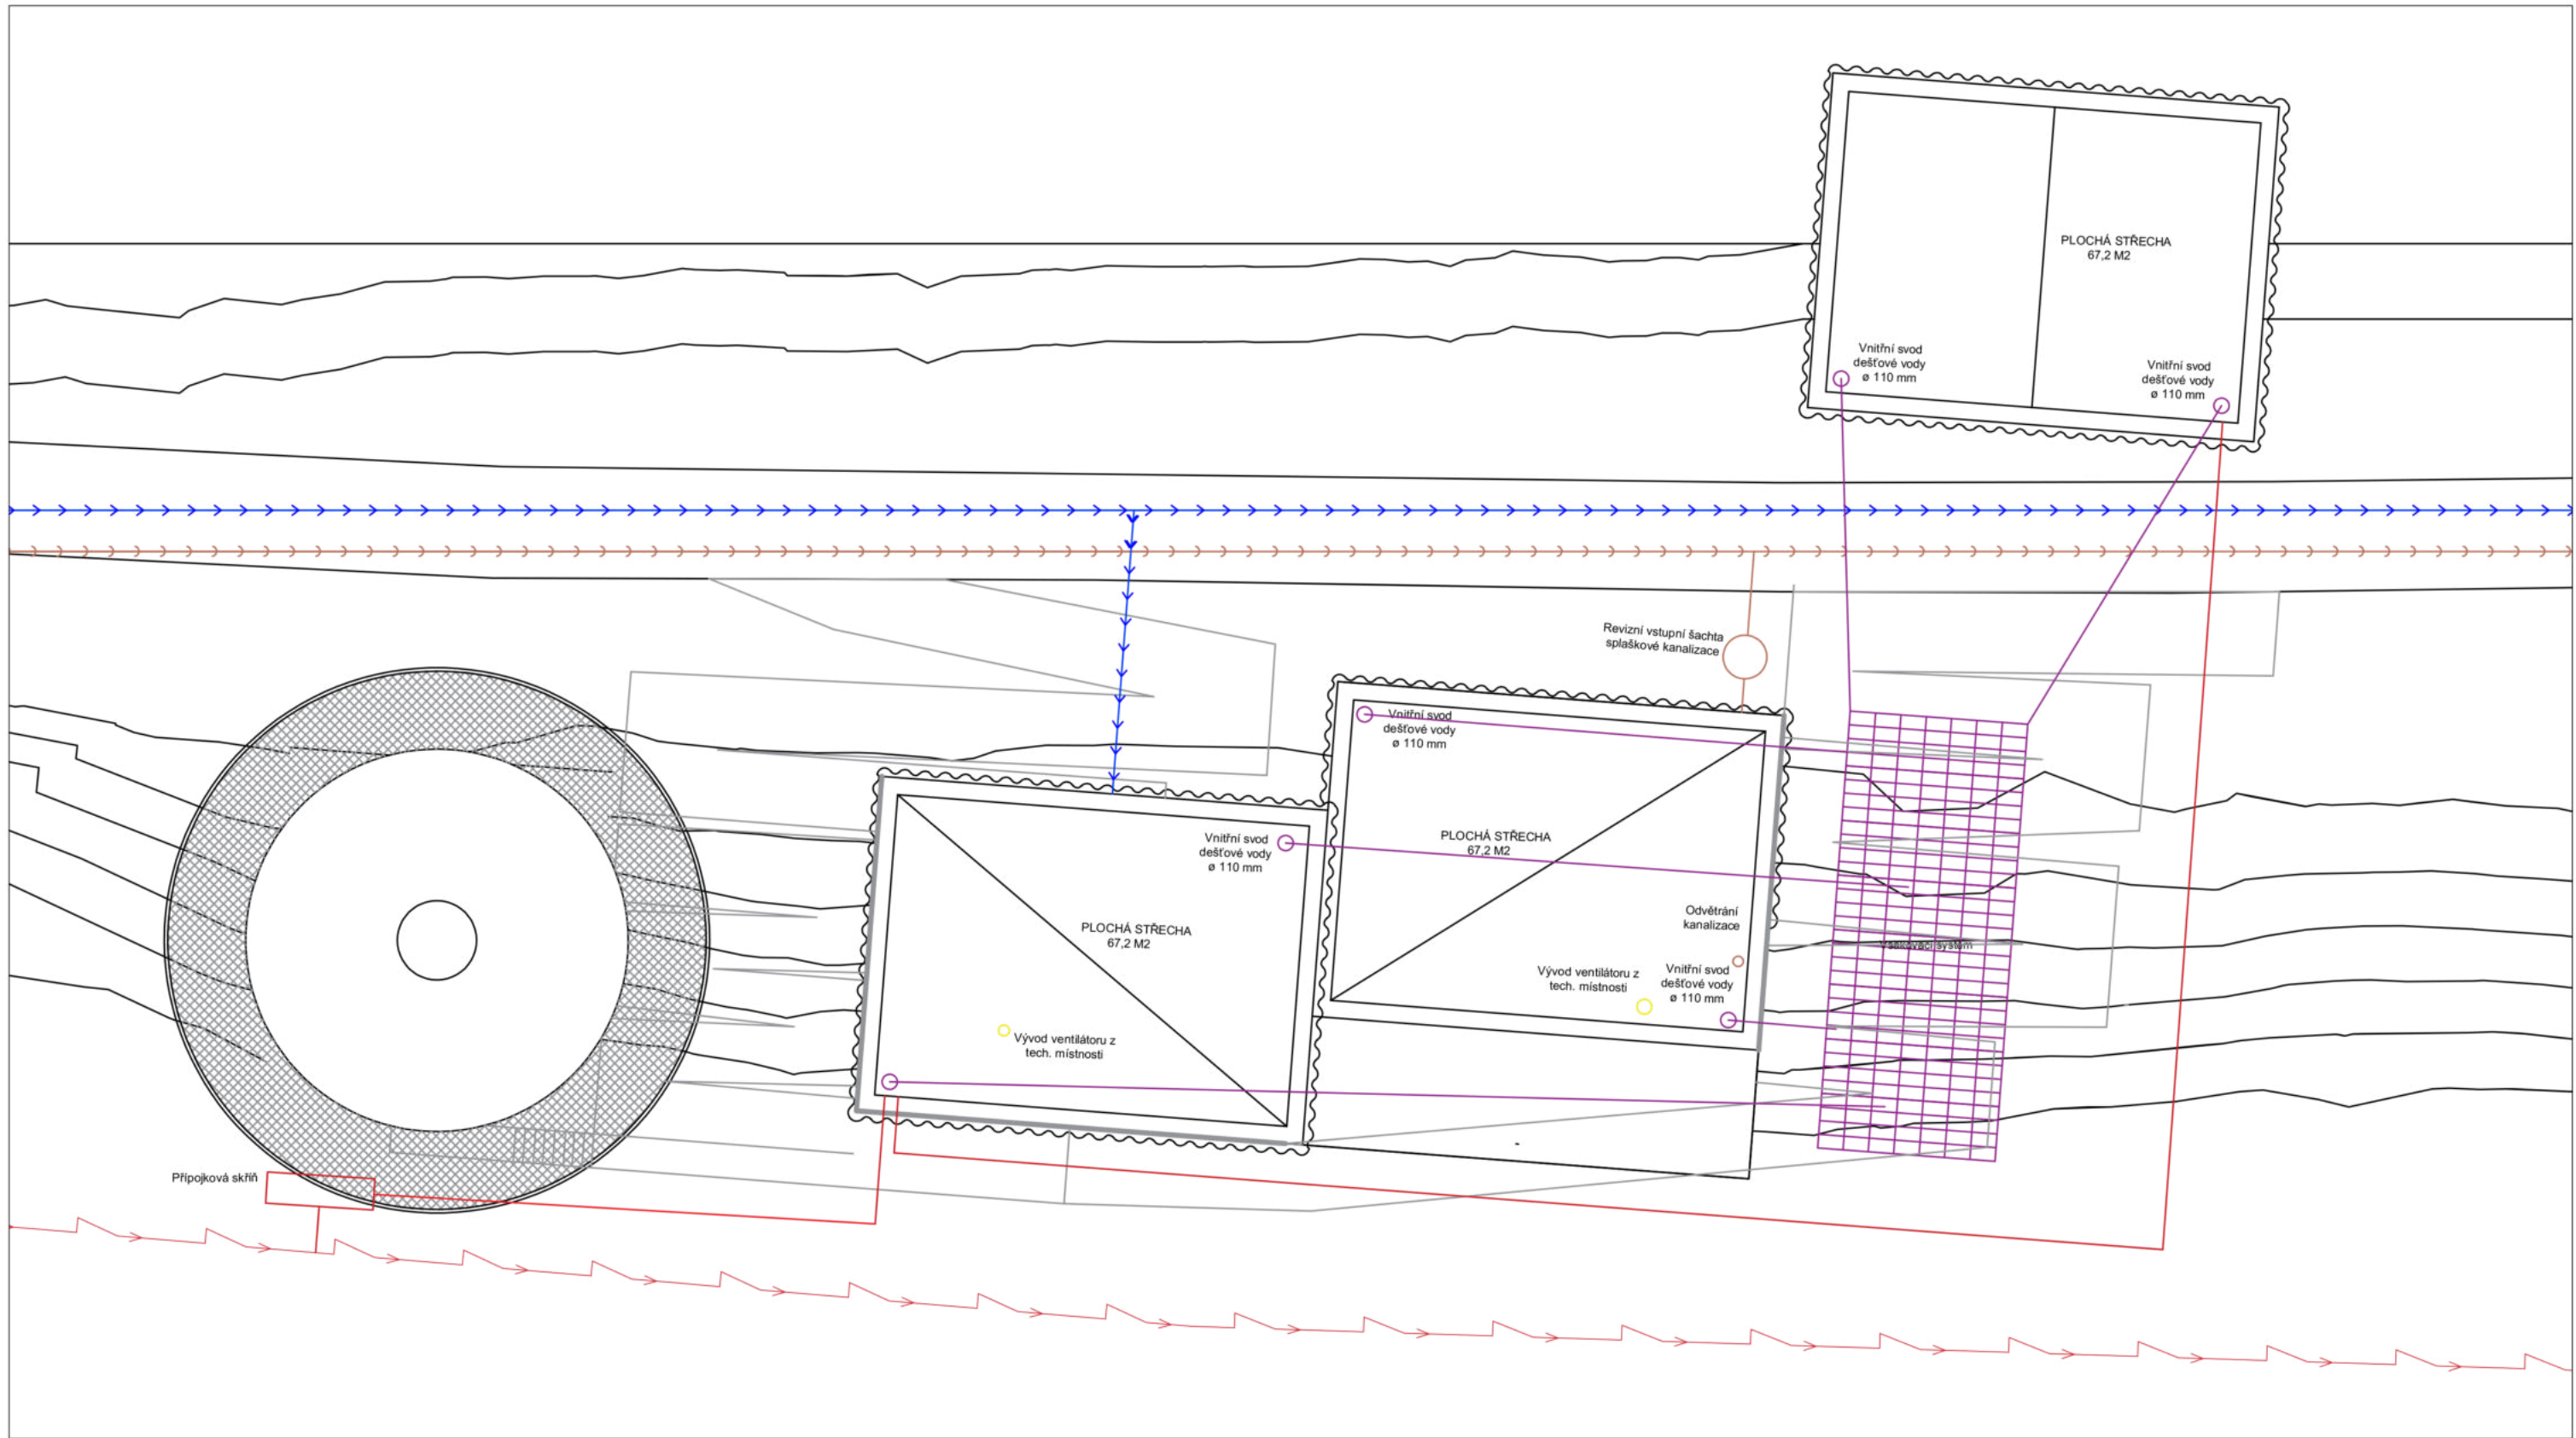 PLOCHÁ STŘECHA
67,2 M2
Vnitřní svod
dešťové vody
ø 110 mm
Vnitřní svod
dešťové vody
ø 110 mm
Revizní vstupní šachta
splaškové kanalizace
Vnitřní svod
dešťové vody
ø 110 mm
PLOCHÁ STŘECHA
67,2 M2
Vnitřní svod
dešťové vody
ø 110 mm
Odvětrání
kanalizace
PLOCHÁ STŘECHA
67,2 M2
Vsakovací systém
Vývod ventilátoru z
tech. místnosti
Vnitřní svod
dešťové vody
ø 110 mm
Vývod ventilátoru z
tech. místnosti
Přípojková skříň